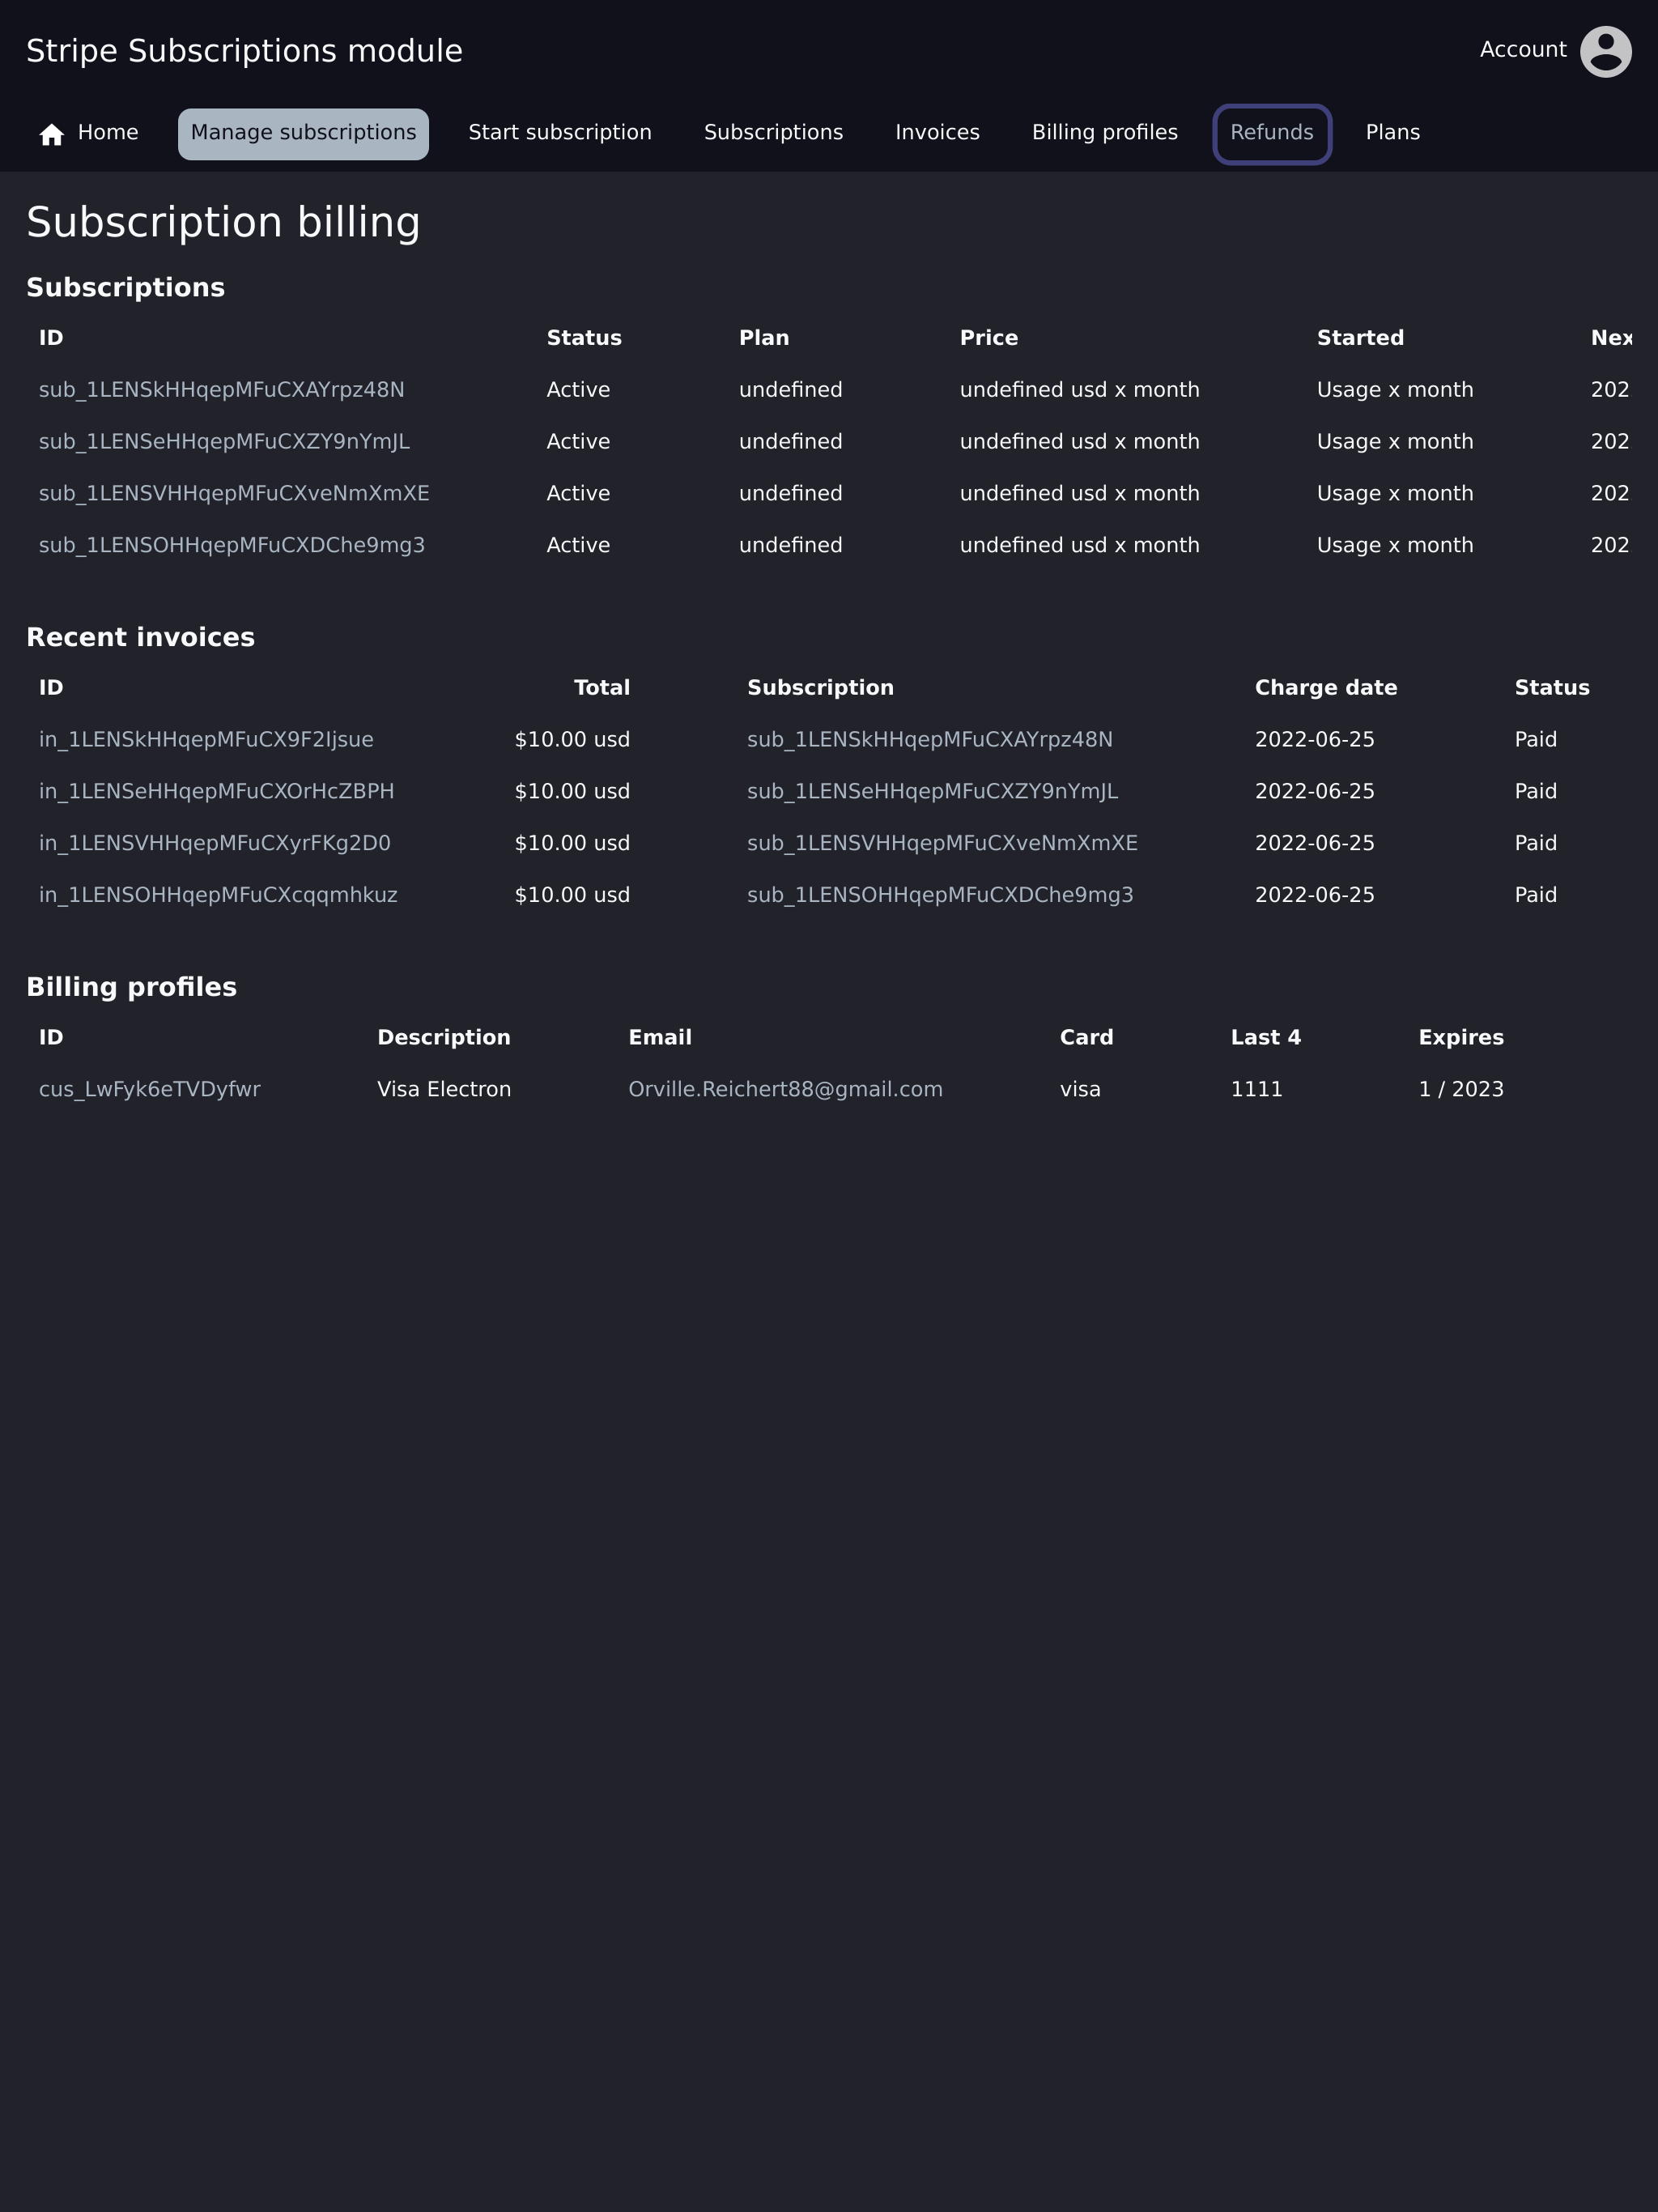 Stripe Subscriptions module
Account
Home Manage subscriptions Start subscription Subscriptions Invoices Billing profiles Refunds Plans
Subscription billing
Subscriptions
ID Status Plan Price Started Nex
sub_1LENSkHHqepMFuCXAYrpz48N Active undefined undefined usd x month Usage x month 202
sub_1LENSeHHqepMFuCXZY9nYmJL Active undefined undefined usd x month Usage x month 202
sub_1LENSVHHqepMFuCXveNmXmXE Active undefined undefined usd x month Usage x month 202
sub_1LENSOHHqepMFuCXDChe9mg3 Active undefined undefined usd x month Usage x month 202
Recent invoices
ID Total Subscription Charge date Status
in_1LENSkHHqepMFuCX9F2Ijsue $10.00 usd sub_1LENSkHHqepMFuCXAYrpz48N 2022-06-25 Paid
in_1LENSeHHqepMFuCXOrHcZBPH $10.00 usd sub_1LENSeHHqepMFuCXZY9nYmJL 2022-06-25 Paid
in_1LENSVHHqepMFuCXyrFKg2D0 $10.00 usd sub_1LENSVHHqepMFuCXveNmXmXE 2022-06-25 Paid
in_1LENSOHHqepMFuCXcqqmhkuz $10.00 usd sub_1LENSOHHqepMFuCXDChe9mg3 2022-06-25 Paid
Billing profiles
ID Description Email Card Last 4 Expires
cus_LwFyk6eTVDyfwr Visa Electron Orville.Reichert88@gmail.com visa 1111 1 / 2023